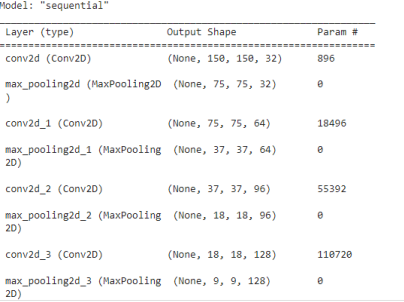 Model: "sequential"
_________________________________________________________________
Layer (type) Output Shape Param #
=================================================================
conv2d (Conv2D) (None, 150, 150, 32) 896
max_pooling2d (MaxPooling2D (None, 75, 75, 32) 0
)
conv2d_1 (Conv2D) (None, 75, 75, 64) 18496
max_pooling2d_1 (MaxPooling (None, 37, 37, 64) 0
2D)
conv2d_2 (Conv2D) (None, 37, 37, 96) 55392
max_pooling2d_2 (MaxPooling (None, 18, 18, 96) 0
2D)
conv2d_3 (Conv2D) (None, 18, 18, 128) 110720
max_pooling2d_3 (MaxPooling (None, 9, 9, 128) 0
2D)